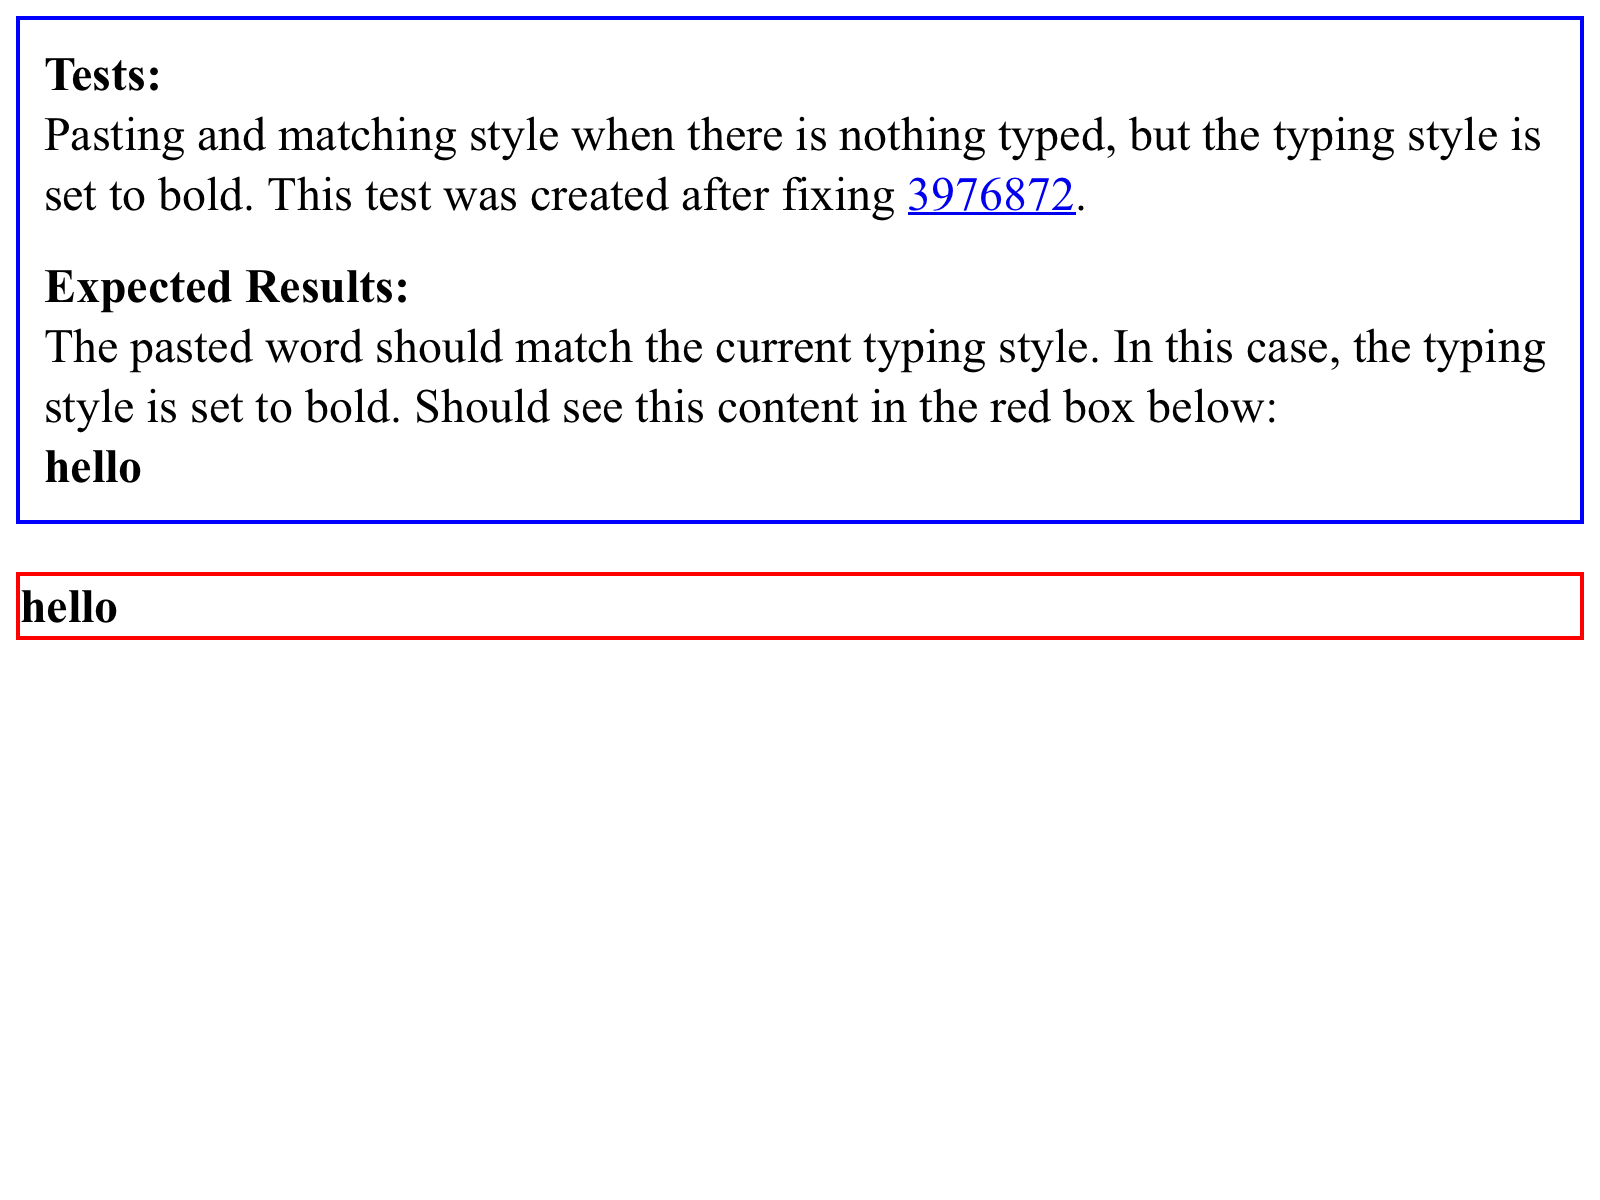 Tests:
Pasting and matching style when there is nothing typed, but the typing style is
set to bold. This test was created after fixing 3976872.
Expected Results:
The pasted word should match the current typing style. In this case, the typing
style is set to bold. Should see this content in the red box below:
hello
hello